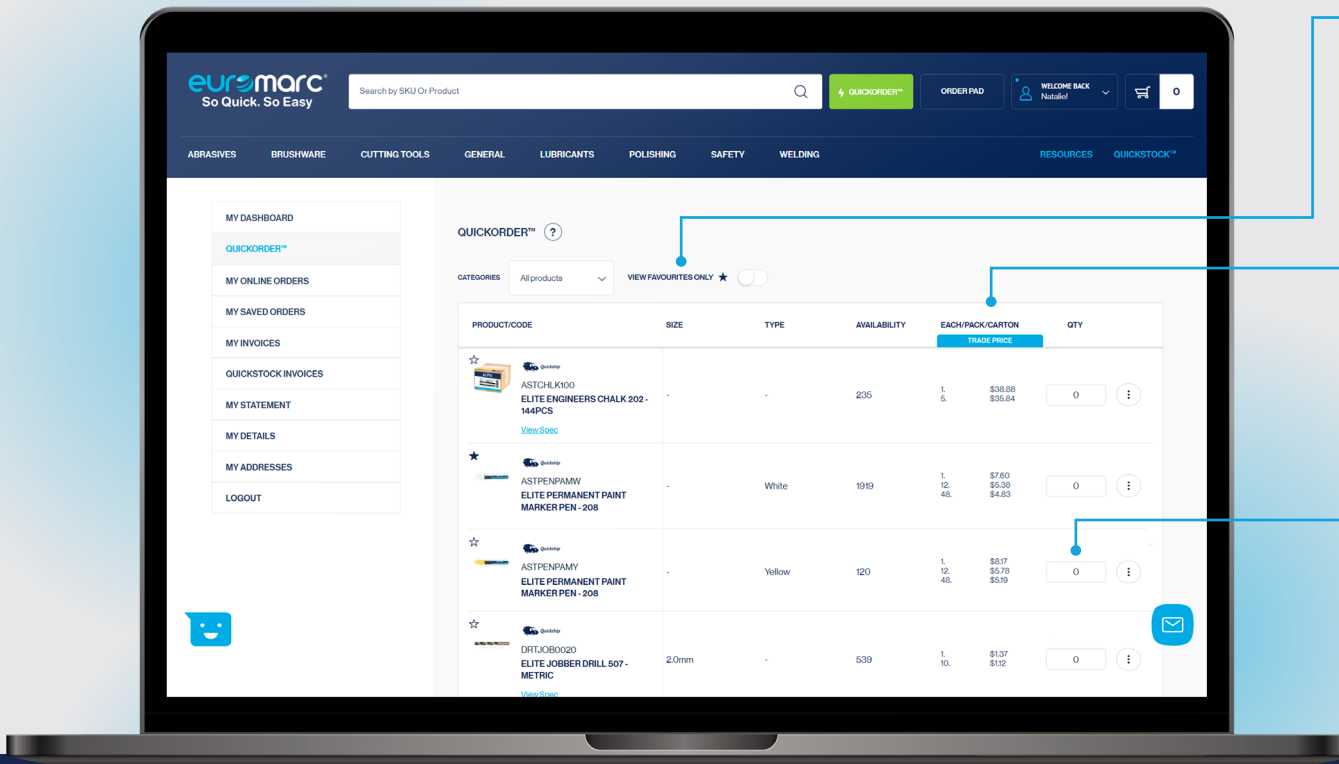 euromarc®
So Quick. So Easy
Search by SKU Or Product
QUICKORDER™
ORDER PAD
WELCOME BACK
Natalie!
0
ABRASIVES BRUSHWARE CUTTING TOOLS GENERAL LUBRICANTS POLISHING SAFETY WELDING RESOURCES QUICKSTOCK™
MY DASHBOARD
QUICKORDER™
MY ONLINE ORDERS
MY SAVED ORDERS
MY INVOICES
QUICKSTOCK INVOICES
MY STATEMENT
MY DETAILS
MY ADDRESSES
LOGOUT
QUICKORDER™ ?
CATEGORIES All products VIEW FAVOURITES ONLY
PRODUCT/CODE SIZE TYPE AVAILABILITY EACH/PACK/CARTON QTY
TRADE PRICE
Quickship
ASTCHLK100
ELITE ENGINEERS CHALK 202 -
144PCS
View Spec
- - 235
1. $38.88
5. $35.84
0
Quickship
ASTPENPAMW
ELITE PERMANENT PAINT
MARKER PEN - 208
- White 1919
1. $7.60
12. $5.38
48. $4.83
0
Quickship
ASTPENPAMY
ELITE PERMANENT PAINT
MARKER PEN - 208
- Yellow 120
1. $8.17
12. $5.78
48. $5.19
0
Quickship
DRTJOB0020
ELITE JOBBER DRILL 507 -
METRIC
View Spec
2.0mm - 539
1. $1.37
10. $1.12
0